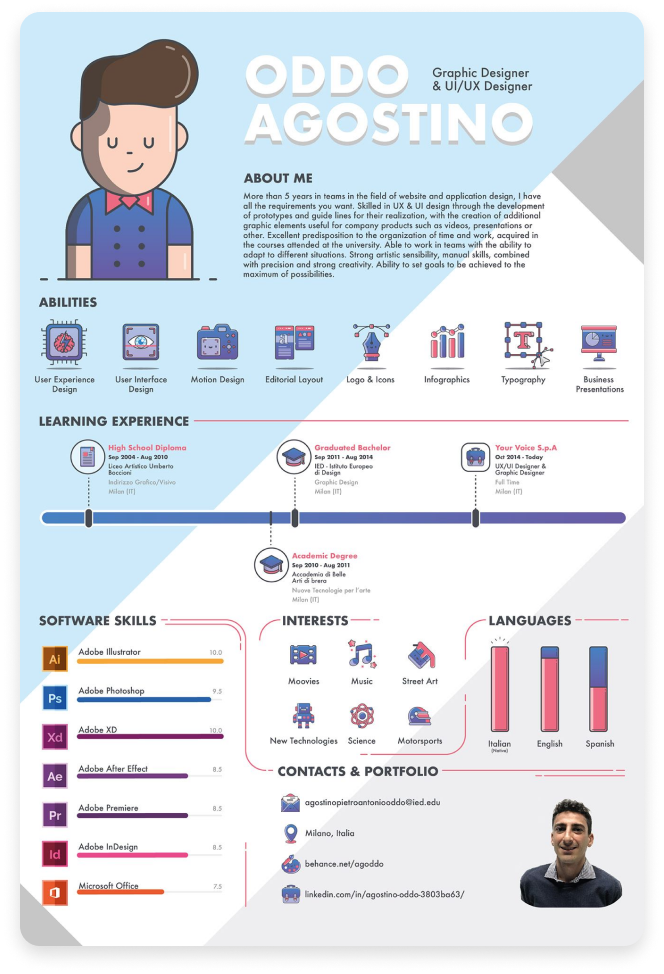 ODDO
AGOSTINO
Graphic Designer
& UI/UX Designer
ABOUT ME
More than 5 years in teams in the field of website and application design, I have
all the requirements you want. Skilled in UX & UI design through the development
of prototypes and guide lines for their realization, with the creation of additional
graphic elements useful for company products such as videos, presentations or
other. Excellent predisposition to the organization of time and work, acquired in
the courses attended at the university. Able to work in teams with the ability to
adapt to different situations. Strong artistic sensibility, manual skills, combined
with precision and strong creativity. Ability to set goals to be achieved to the
maximum of possibilities.
ABILITIES
User Experience
Design
User Interface
Design
Motion Design
Editorial Layout
Logo & Icons
Infographics
Typography
Business
Presentations
LEARNING EXPERIENCE
High School Diploma
Sep 2004 - Aug 2010
Liceo Artistico Umberto
Boccioni
Indirizzo Grafico/Visivo
Milan (IT)
Graduated Bachelor
Sep 2011 - Aug 2014
IED - Istituto Europeo
di Design
Graphic Design
Milan (IT)
Your Voice S.p.A
Oct 2014 - Today
UX/UI Designer &
Graphic Designer
Full Time
Milan (IT)
Academic Degree
Sep 2010 - Aug 2011
Accademia di Belle
Arti di brera
Nuove Tecnologie per l'arte
Milan (IT)
SOFTWARE SKILLS
Ai
Adobe Illustrator
10.0
Ps
Adobe Photoshop
9.5
Xd
Adobe XD
10.0
Ae
Adobe After Effect
8.5
Pr
Adobe Premiere
8.5
Id
Adobe InDesign
8.5
Microsoft Office
7.5
INTERESTS
Moovies
Music
Street Art
New Technologies
Science
Motorsports
LANGUAGES
Italian
(Native)
English
Spanish
CONTACTS & PORTFOLIO
agostinopietroantoniooddo@ied.edu
Milano, Italia
behance.net/agoddo
linkedin.com/in/agostino-oddo-3803ba63/